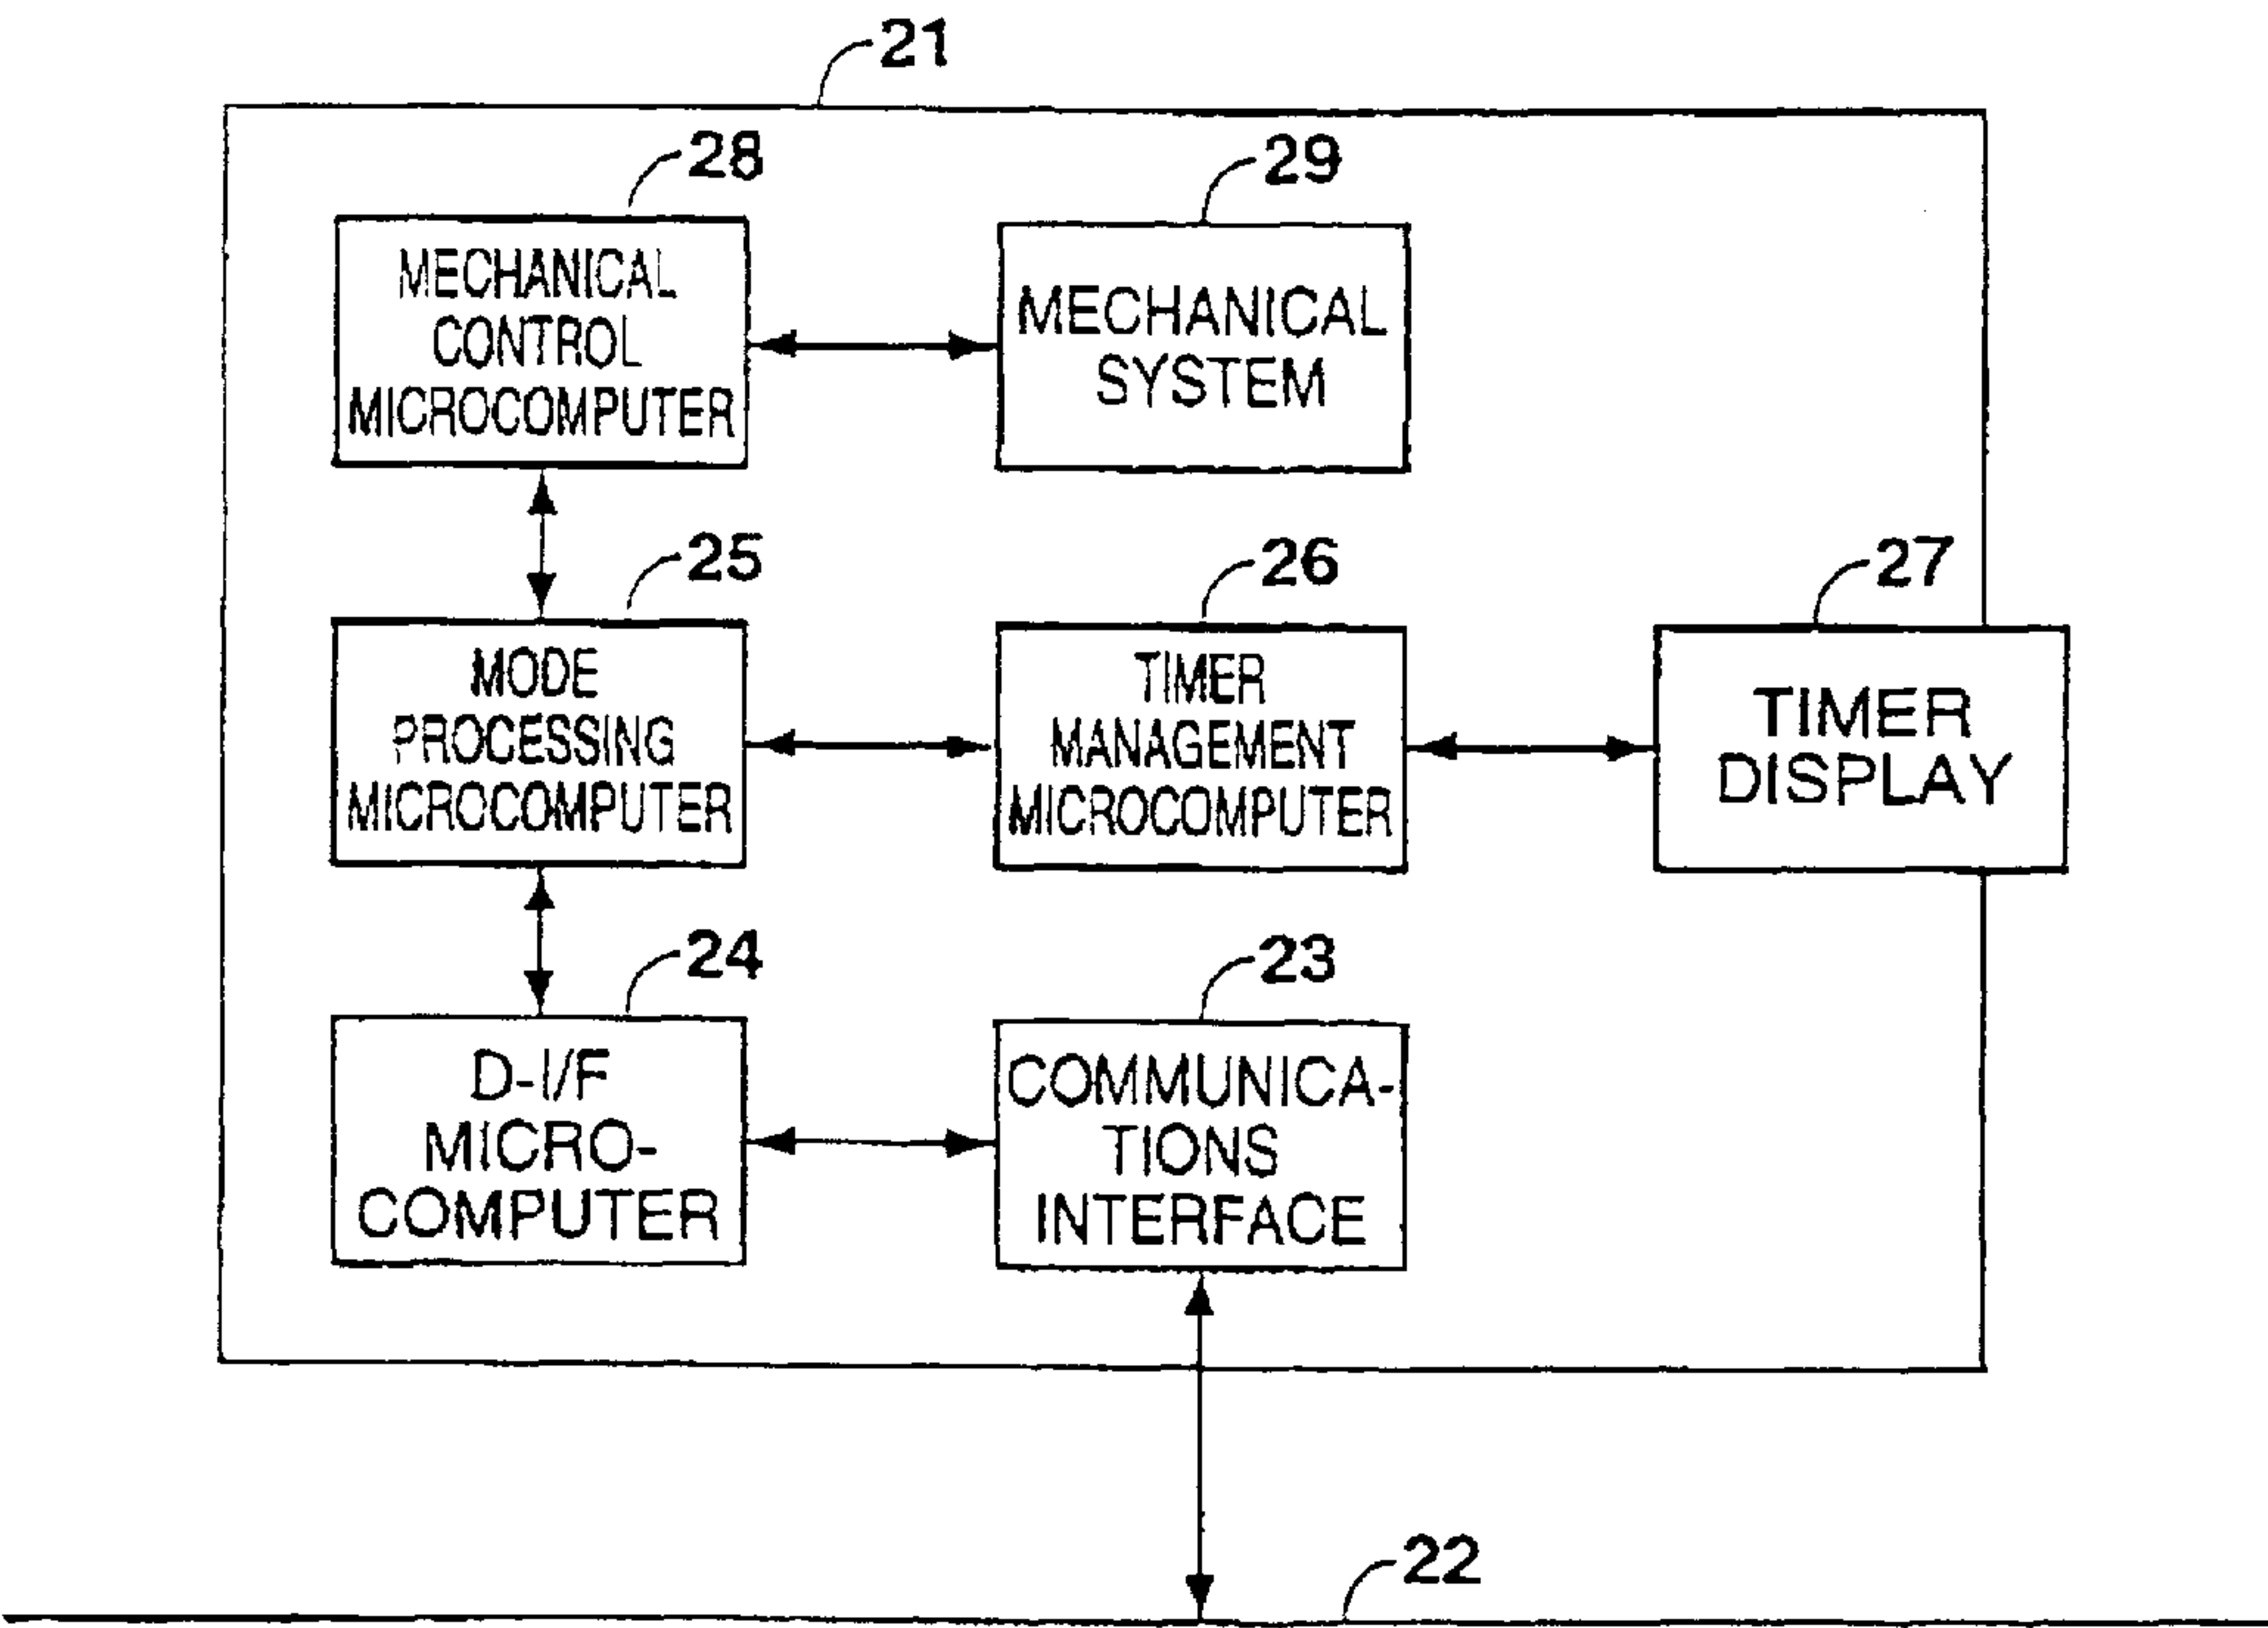 21
28
MECHANICAL
CONTROL
MICROCOMPUTER
29
MECHANICAL
SYSTEM
25
MODE
PROCESSING
MICROCOMPUTER
26
TIMER
MANAGEMENT
MICROCOMPUTER
27
TIMER
DISPLAY
24
D-I/F
MICRO-
COMPUTER
23
COMMUNICA-
TIONS
INTERFACE
22